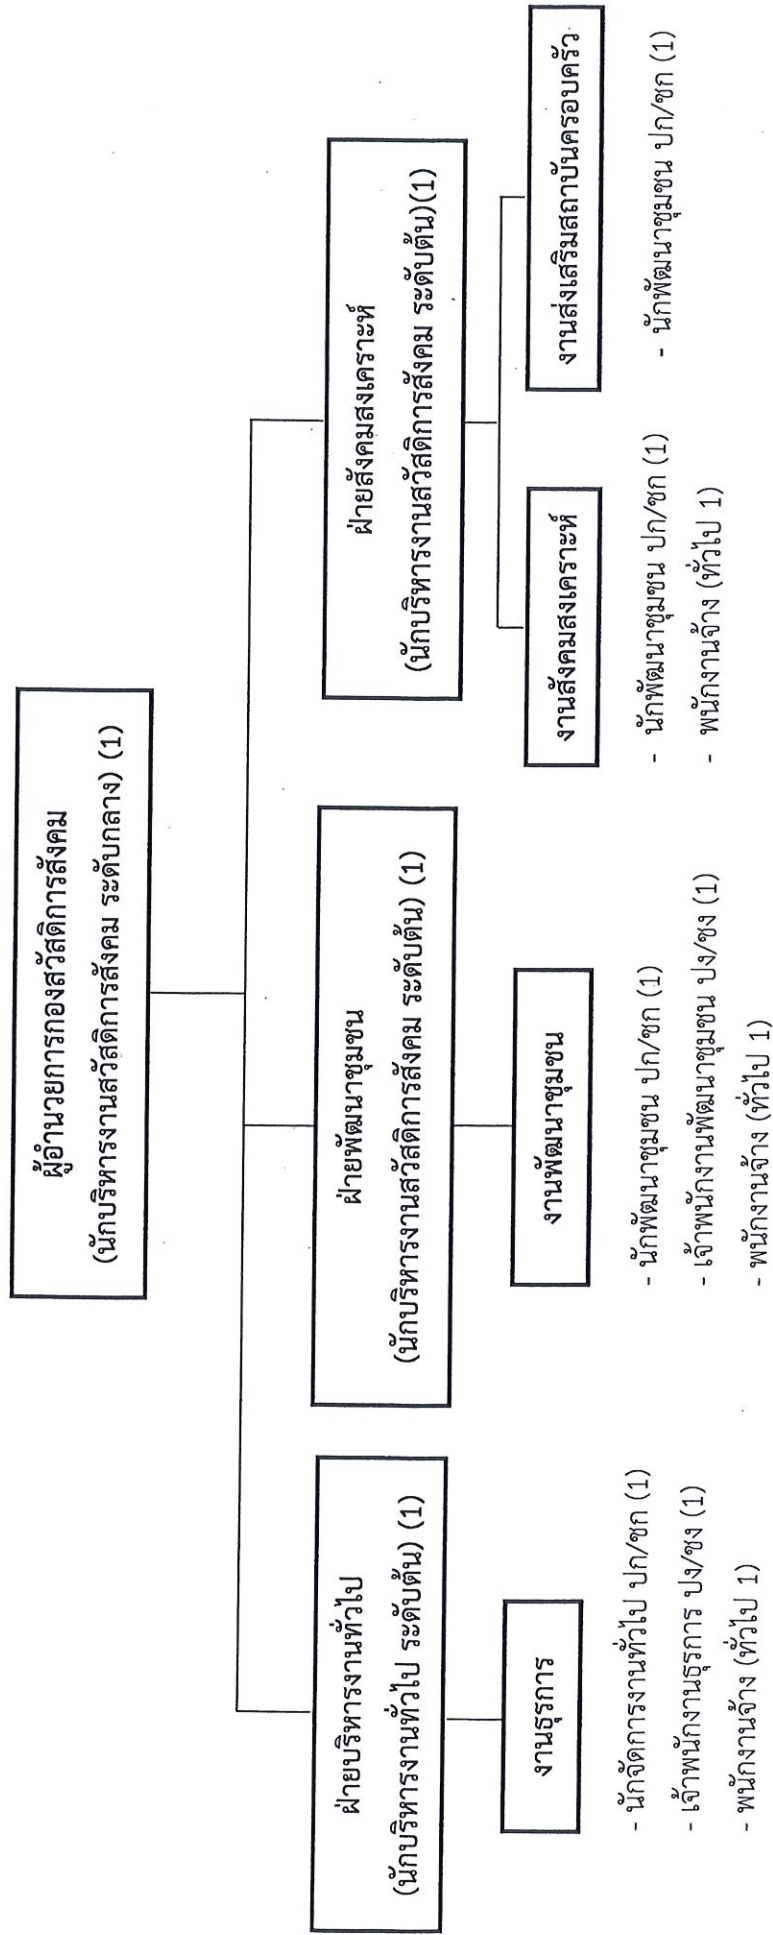 ผู้อำนวยการกองสวัสดิการสังคม
(นักบริหารงานสวัสดิการสังคม ระดับกลาง) (1)
ฝ่ายบริหารงานทั่วไป
(นักบริหารงานทั่วไป ระดับต้น) (1)
งานธุรการ
- นักจัดการงานทั่วไป ปก/ชก (1)
- เจ้าพนักงานธุรการ ปง/ชง (1)
- พนักงานจ้าง (ทั่วไป 1)
ฝ่ายพัฒนาชุมชน
(นักบริหารงานสวัสดิการสังคม ระดับต้น) (1)
งานพัฒนาชุมชน
- นักพัฒนาชุมชน ปก/ชก (1)
- เจ้าพนักงานพัฒนาชุมชน ปง/ชง (1)
- พนักงานจ้าง (ทั่วไป 1)
ฝ่ายสังคมสงเคราะห์
(นักบริหารงานสวัสดิการสังคม ระดับต้น)(1)
งานสังคมสงเคราะห์
- นักพัฒนาชุมชน ปก/ชก (1)
- พนักงานจ้าง (ทั่วไป 1)
งานส่งเสริมสถาบันครอบครัว
- นักพัฒนาชุมชน ปก/ชก (1)